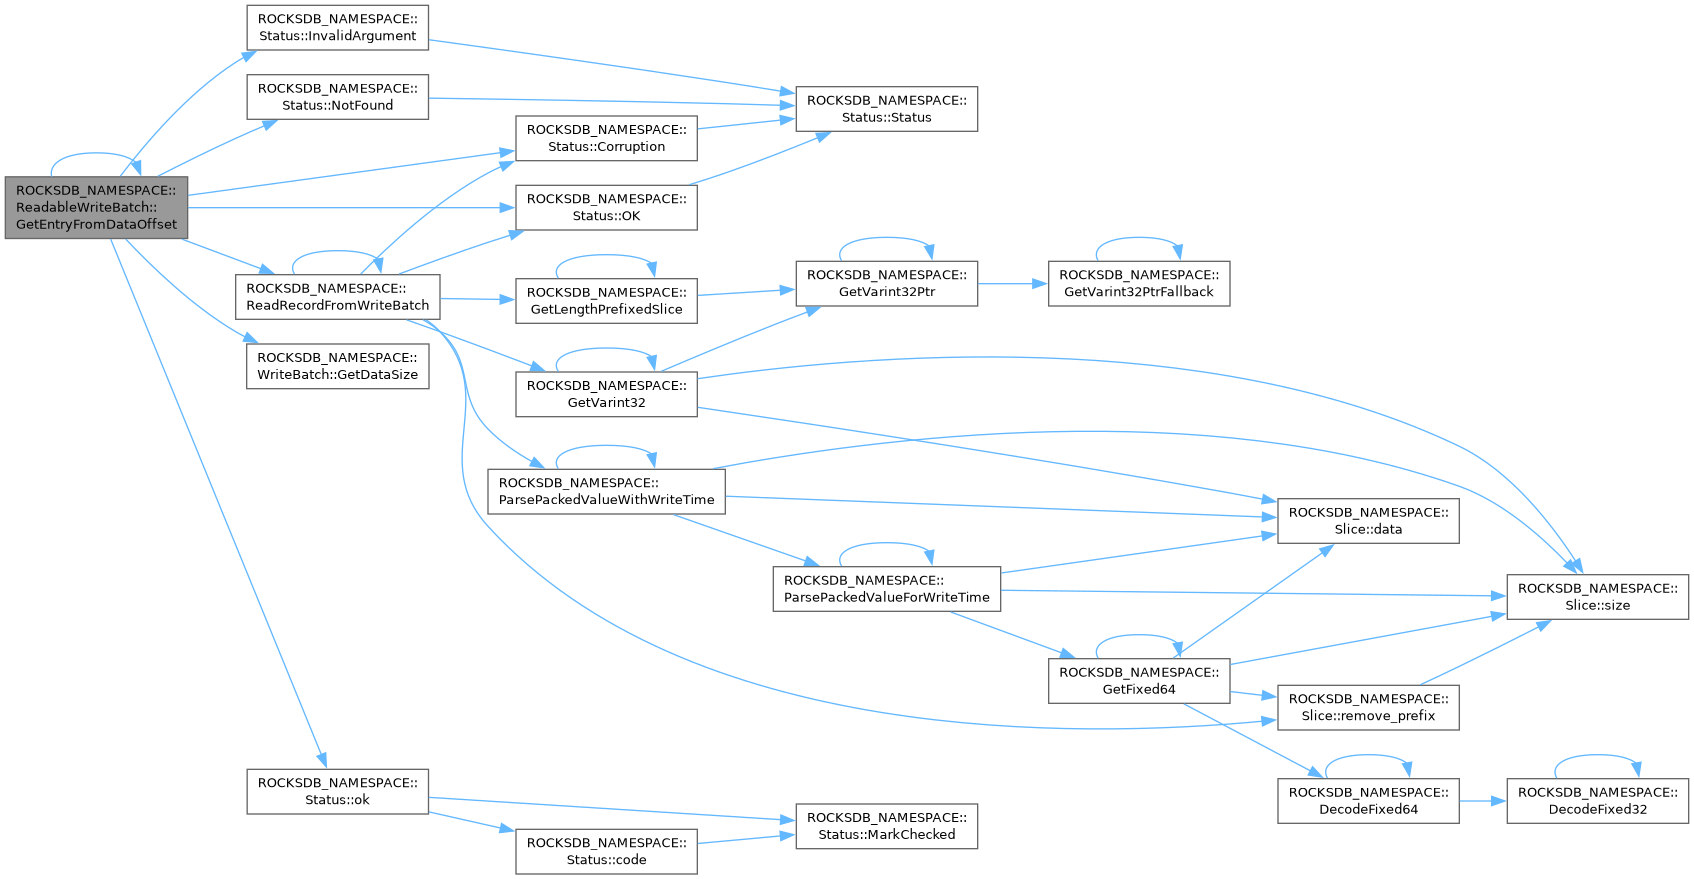 ROCKSDB_NAMESPACE::
Status::InvalidArgument
ROCKSDB_NAMESPACE::
Status::NotFound
ROCKSDB_NAMESPACE::
Status::Status
ROCKSDB_NAMESPACE::
Status::Corruption
ROCKSDB_NAMESPACE::
ReadableWriteBatch::
GetEntryFromDataOffset
ROCKSDB_NAMESPACE::
Status::OK
ROCKSDB_NAMESPACE::
ReadRecordFromWriteBatch
ROCKSDB_NAMESPACE::
GetLengthPrefixedSlice
ROCKSDB_NAMESPACE::
GetVarint32Ptr
ROCKSDB_NAMESPACE::
GetVarint32PtrFallback
ROCKSDB_NAMESPACE::
WriteBatch::GetDataSize
ROCKSDB_NAMESPACE::
GetVarint32
ROCKSDB_NAMESPACE::
ParsePackedValueWithWriteTime
ROCKSDB_NAMESPACE::
Slice::data
ROCKSDB_NAMESPACE::
ParsePackedValueForWriteTime
ROCKSDB_NAMESPACE::
Slice::size
ROCKSDB_NAMESPACE::
GetFixed64
ROCKSDB_NAMESPACE::
Slice::remove_prefix
ROCKSDB_NAMESPACE::
Status::ok
ROCKSDB_NAMESPACE::
DecodeFixed64
ROCKSDB_NAMESPACE::
DecodeFixed32
ROCKSDB_NAMESPACE::
Status::MarkChecked
ROCKSDB_NAMESPACE::
Status::code